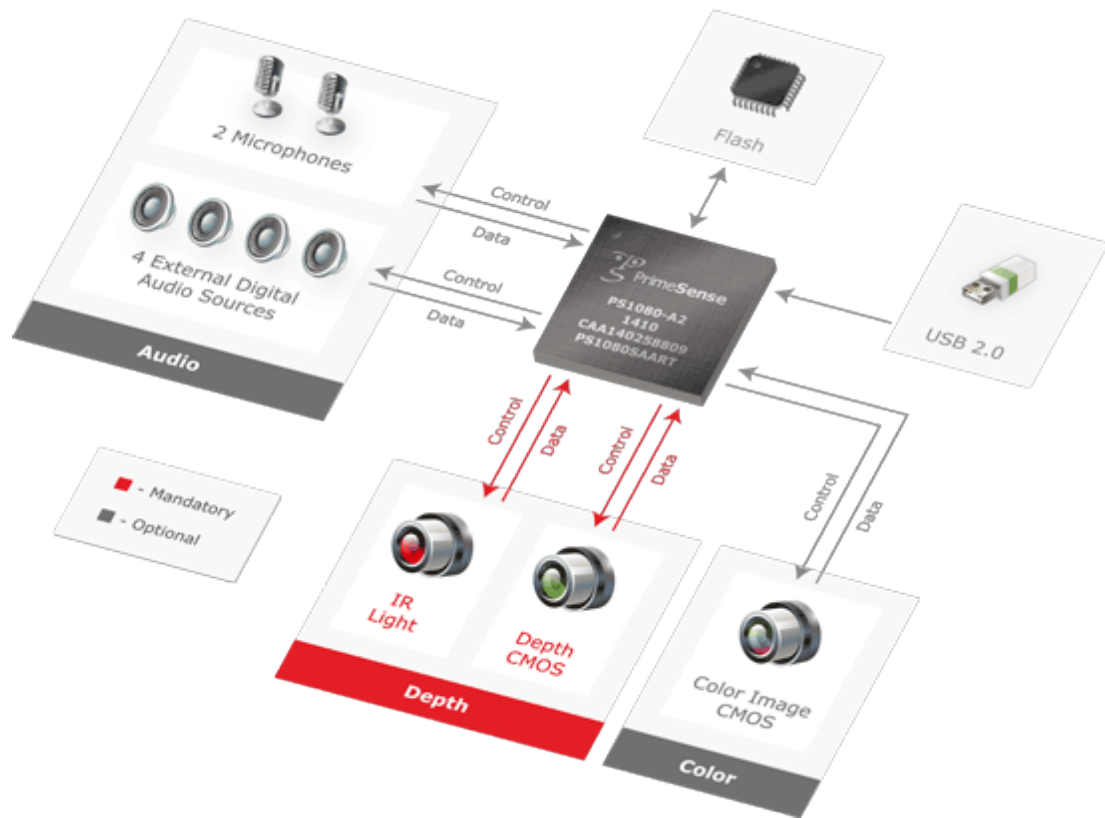 2 Microphones
4 External Digital
Audio Sources
Audio
Flash
USB 2.0
Control
Data
Control
Data
PrimeSense
PS1080-A2
1410
CAA140258809
PS1080SAART
Control
Data
Control
Data
Control
Data
- Mandatory
- Optional
IR
Light
Depth
CMOS
Depth
Color Image
CMOS
Color